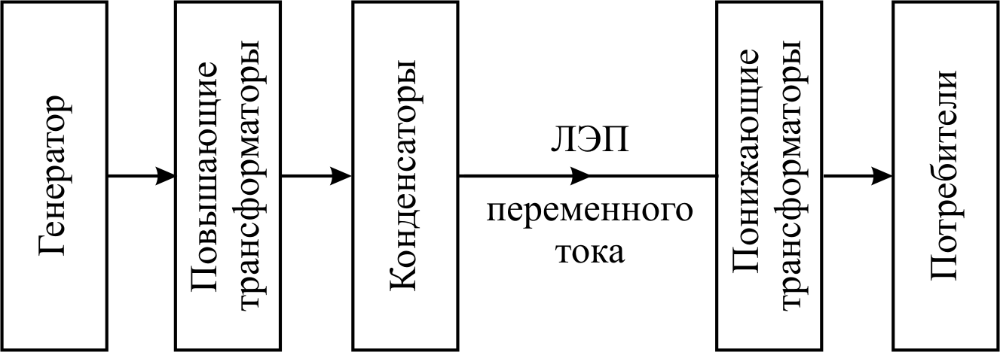 Генератор
Повышающие
трансформаторы
Конденсаторы
ЛЭП
переменного
тока
Понижающие
трансформаторы
Потребители